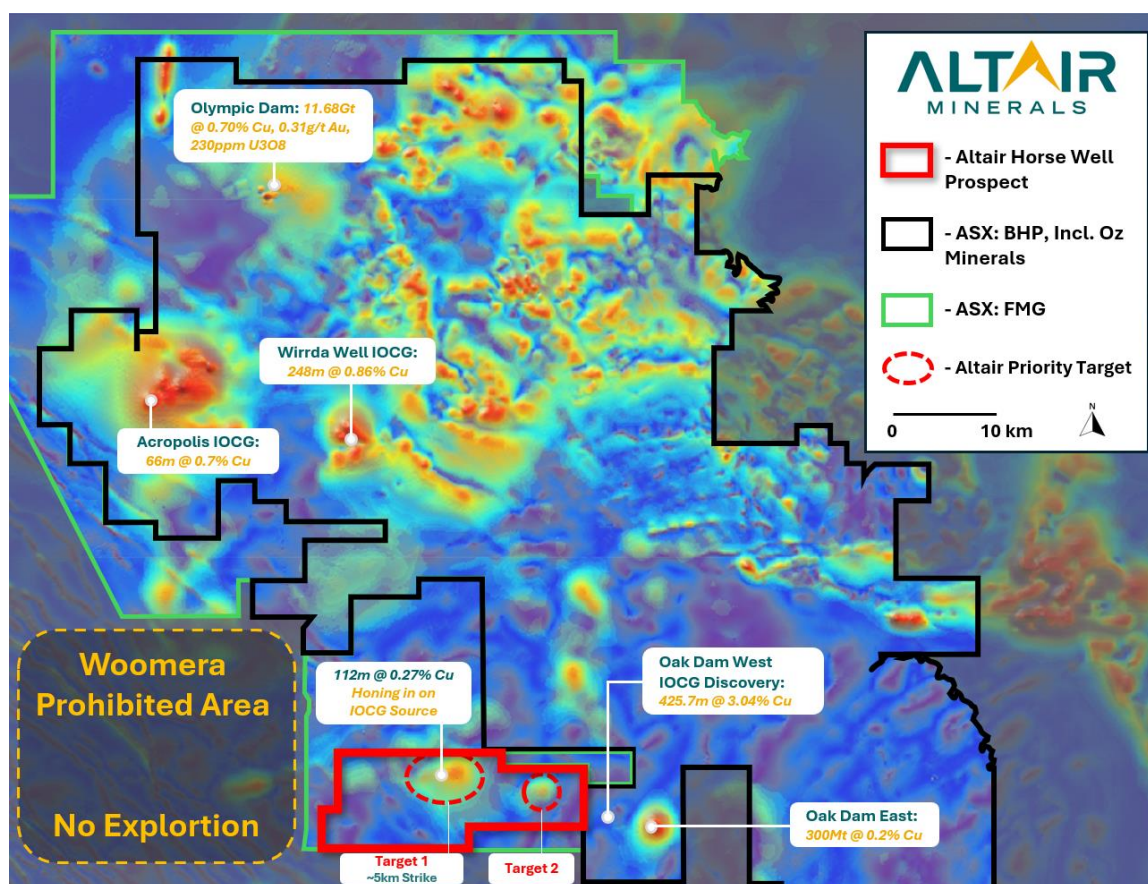 ALTAIR
MINERALS
- Altair Horse Well
Prospect
- ASX: BHP, Incl. Oz
Minerals
- ASX: FMG
- Altair Priority Target
0 10 km
N
Olympic Dam: 11.68Gt
@ 0.70% Cu, 0.31g/t Au,
230ppm U3O8
Wirrda Well IOCG:
248m @ 0.86% Cu
Acropolis IOCG:
66m @ 0.7% Cu
Woomera
Prohibited Area
No Explortion
112m @ 0.27% Cu
Honing in on
IOCG Source
Oak Dam West
IOCG Discovery:
425.7m @ 3.04% Cu
Oak Dam East:
300Mt @ 0.2% Cu
Target 1
~5km Strike
Target 2